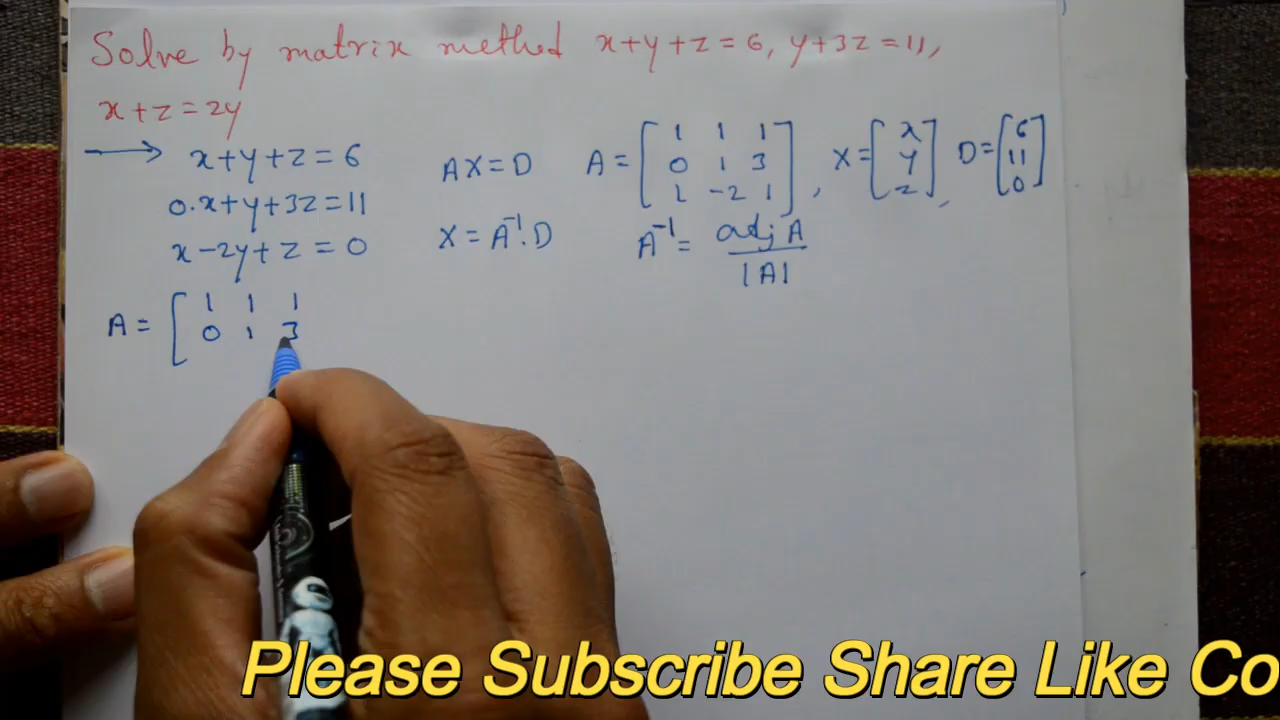 Solve by matrix method x+y+z=6, y+3z=11,
x+z=2y
→ x+y+z=6
0.x+y+3z=11
x-2y+z=0
AX=D
X=A⁻¹.D
A=[1 1 1
0 1 3
1 -2 1],
X=[x
y
z],
D=[6
11
0]
A⁻¹= adj A
|A|
A=[1 1 1
0 1 3
Please Subscribe Share Like Co